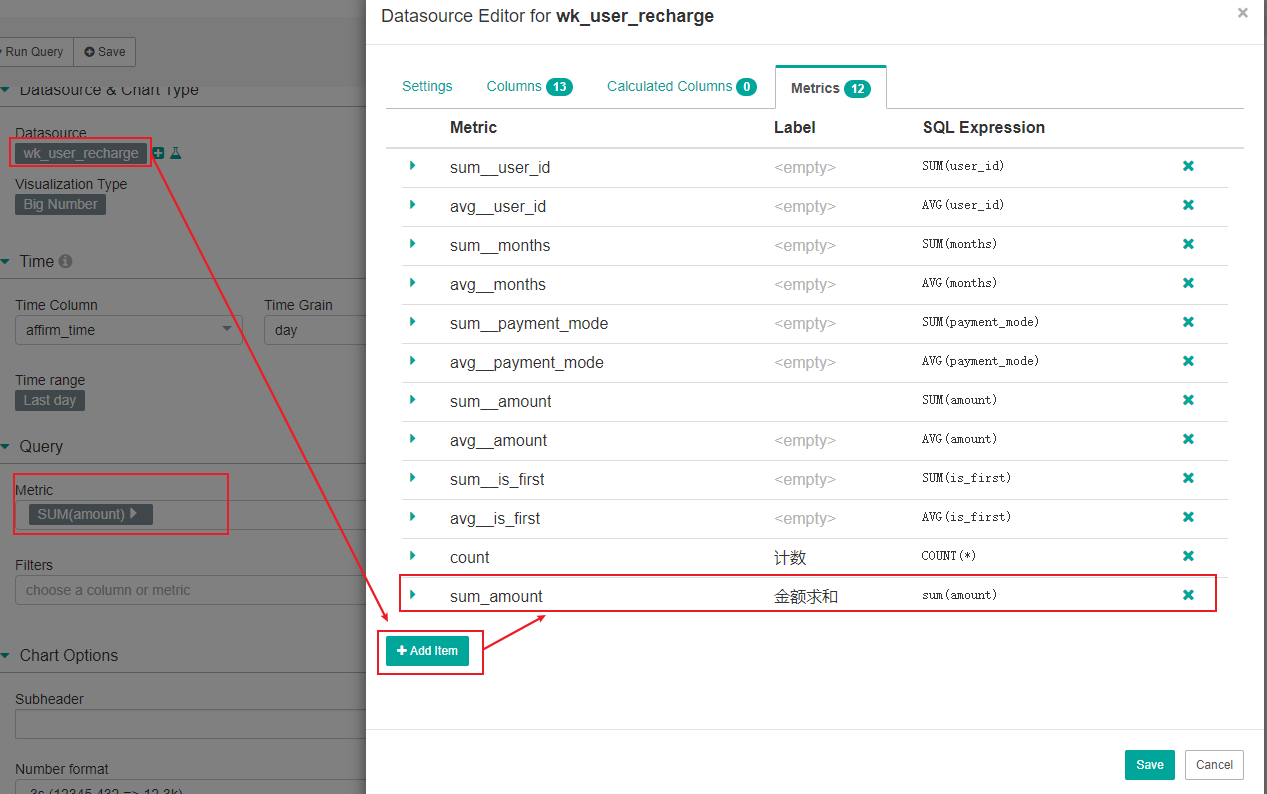 Datasource Editor for wk_user_recharge
×
Run Query
Save
Datasource & Chart Type
Datasource
wk_user_recharge
Visualization Type
Big Number
Time
Time Column
Time Grain
affirm_time
day
Time range
Last day
Query
Metric
SUM(amount)
Filters
choose a column or metric
Chart Options
Subheader
Number format
.3s (12345.432 => 12.3k)
Settings
Columns 13
Calculated Columns 0
Metrics 12
Metric Label SQL Expression
sum__user_id <empty> SUM(user_id)
avg__user_id <empty> AVG(user_id)
sum__months <empty> SUM(months)
avg__months <empty> AVG(months)
sum__payment_mode <empty> SUM(payment_mode)
avg__payment_mode <empty> AVG(payment_mode)
sum__amount SUM(amount)
avg__amount <empty> AVG(amount)
sum__is_first <empty> SUM(is_first)
avg__is_first <empty> AVG(is_first)
count 计数 COUNT(*)
sum_amount 金额求和 sum(amount)
Add Item
Save
Cancel